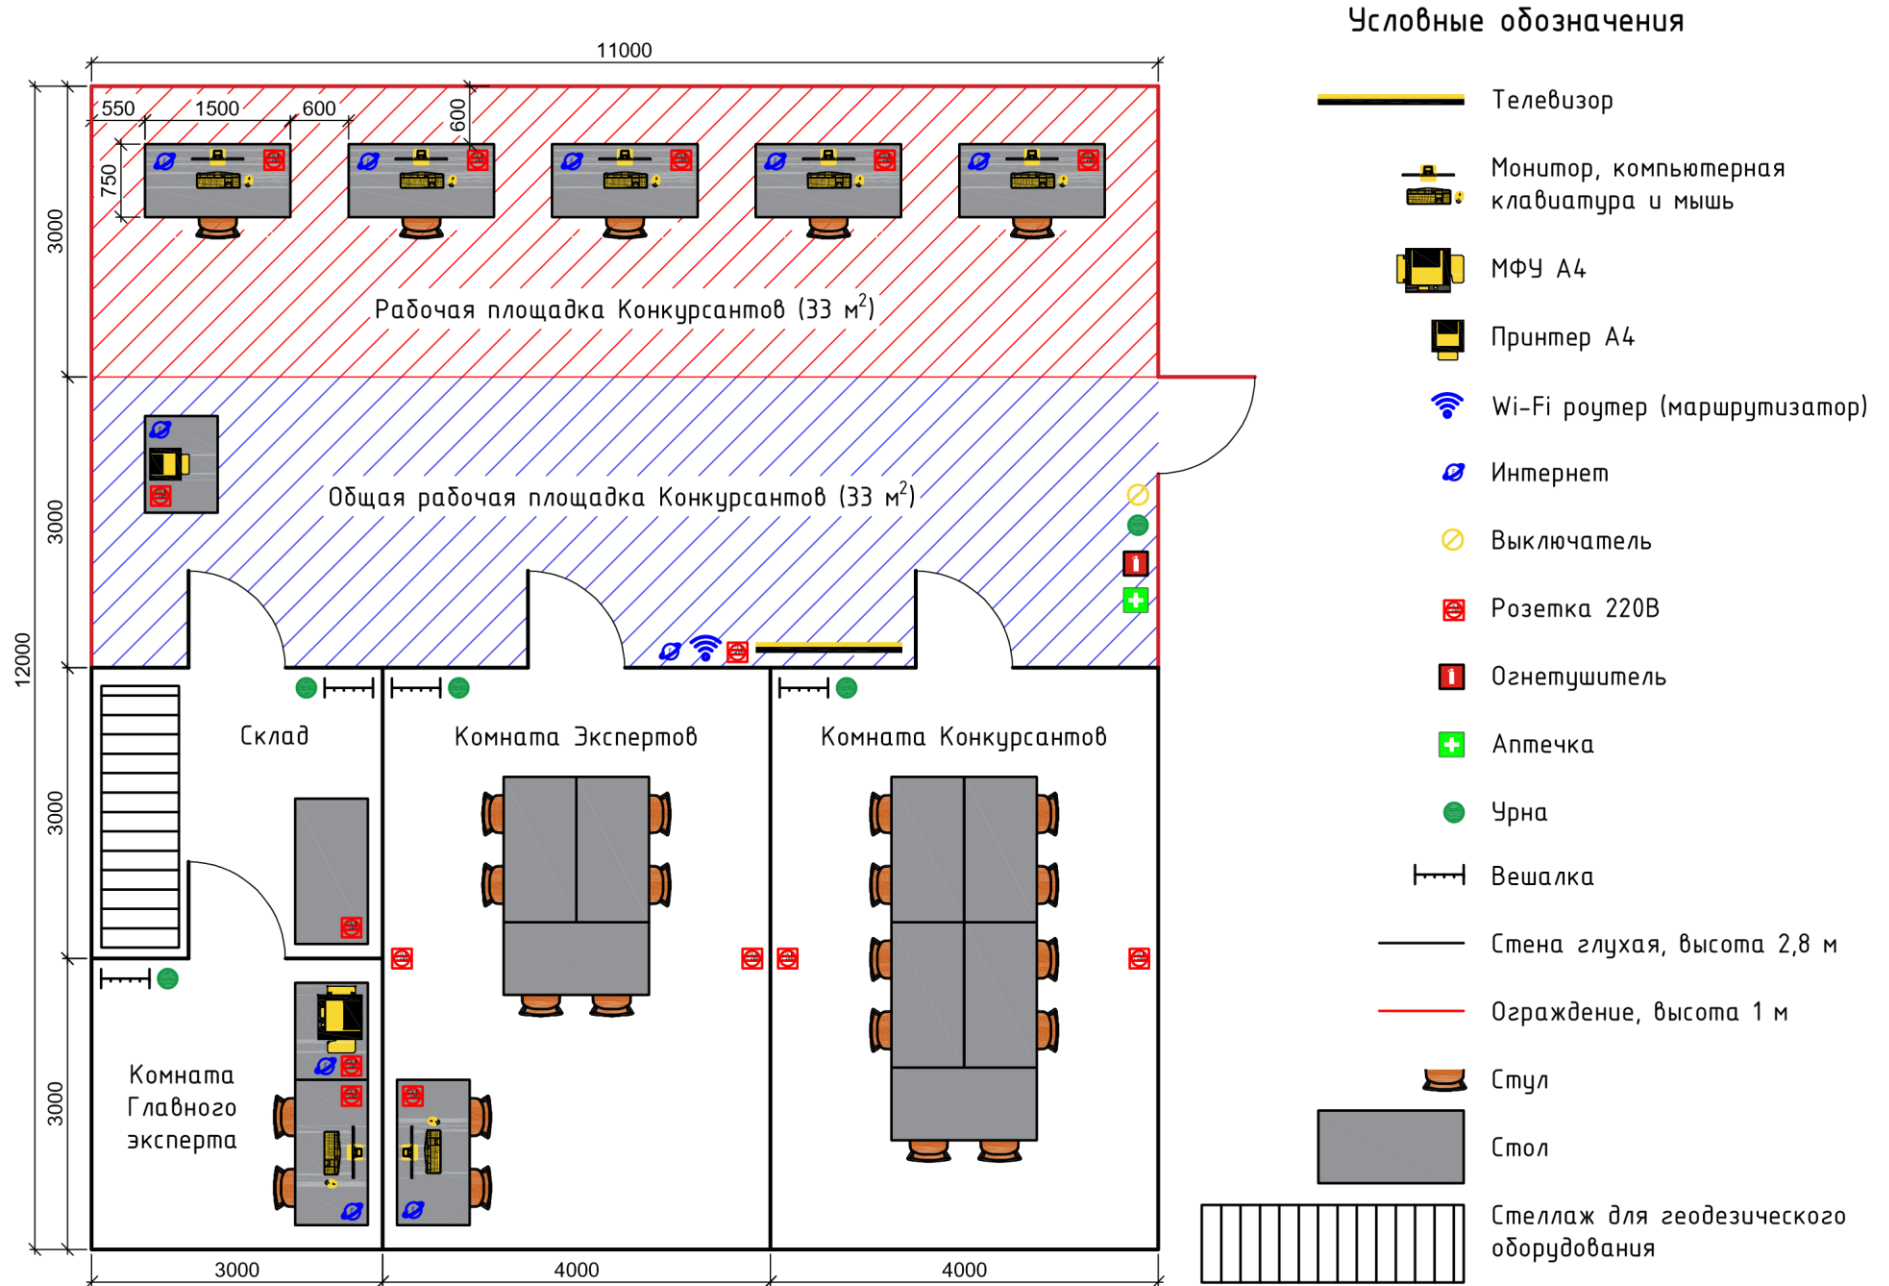 Условные обозначения
11000
550
1500
600
600
750
3000
Рабочая площадка Конкурсантов (33 м²)
Общая рабочая площадка Конкурсантов (33 м²)
3000
12000
Склад
Комната Экспертов
Комната Конкурсантов
3000
3000
Комната
Главного
эксперта
3000
4000
4000
Телевизор
Монитор, компьютерная
клавиатура и мышь
МФУ А4
Принтер А4
Wi-Fi роутер (маршрутизатор)
Интернет
Выключатель
Розетка 220В
Огнетушитель
Аптечка
Урна
Вешалка
Стена глухая, высота 2,8 м
Ограждение, высота 1 м
Стул
Стол
Стеллаж для геодезического
оборудования